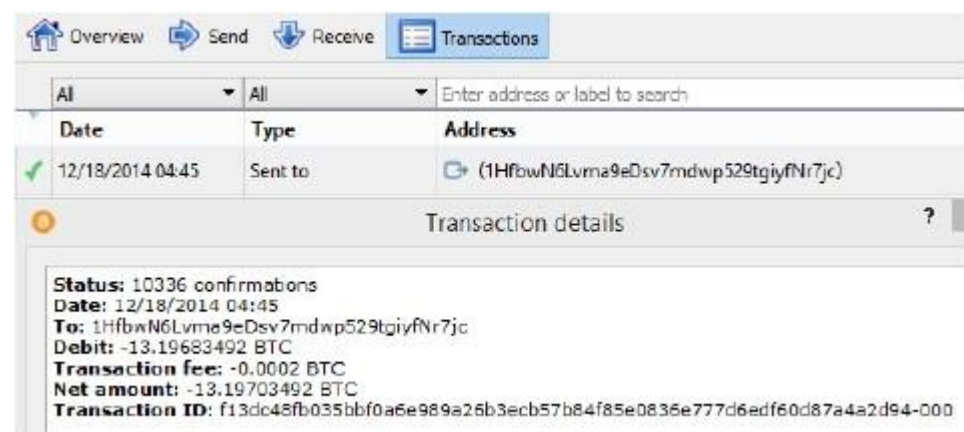 Overview Send Receive Transactions
All All Enter address or label to search
Date Type Address
12/18/2014 04:45 Sent to (1HfbwN6Lvma9eDsv7mdwp529tgiyfNr7jc)
Transaction details ?
Status: 10336 confirmations
Date: 12/18/2014 04:45
To: 1HfbwN6Lvma9eDsv7mdwp529tgiyfNr7jc
Debit: -13.19683492 BTC
Transaction fee: -0.0002 BTC
Net amount: -13.19703492 BTC
Transaction ID: f13dc48fb035bbf0a6e989a26b3ecb57b84f85e0836e777d6edf60d87a4a2d94-000